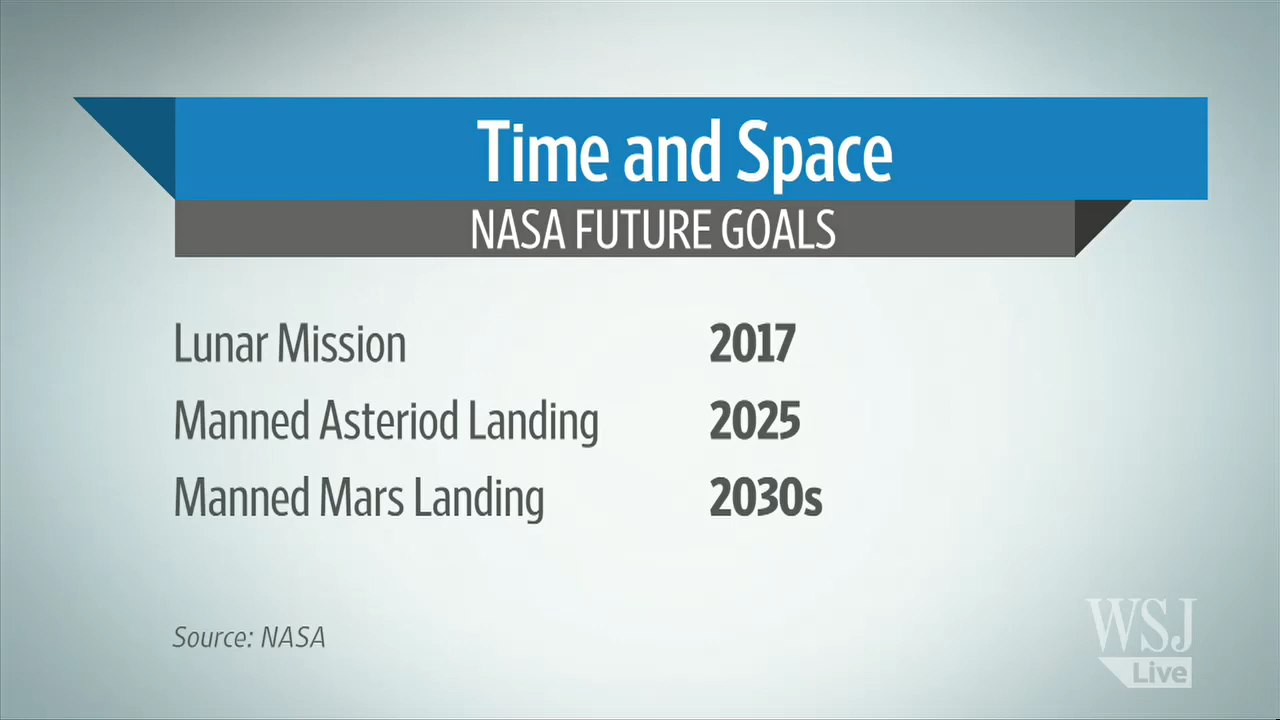 Time and Space
NASA FUTURE GOALS
Lunar Mission 2017
Manned Asteriod Landing 2025
Manned Mars Landing 2030s
Source: NASA
WSJ
Live